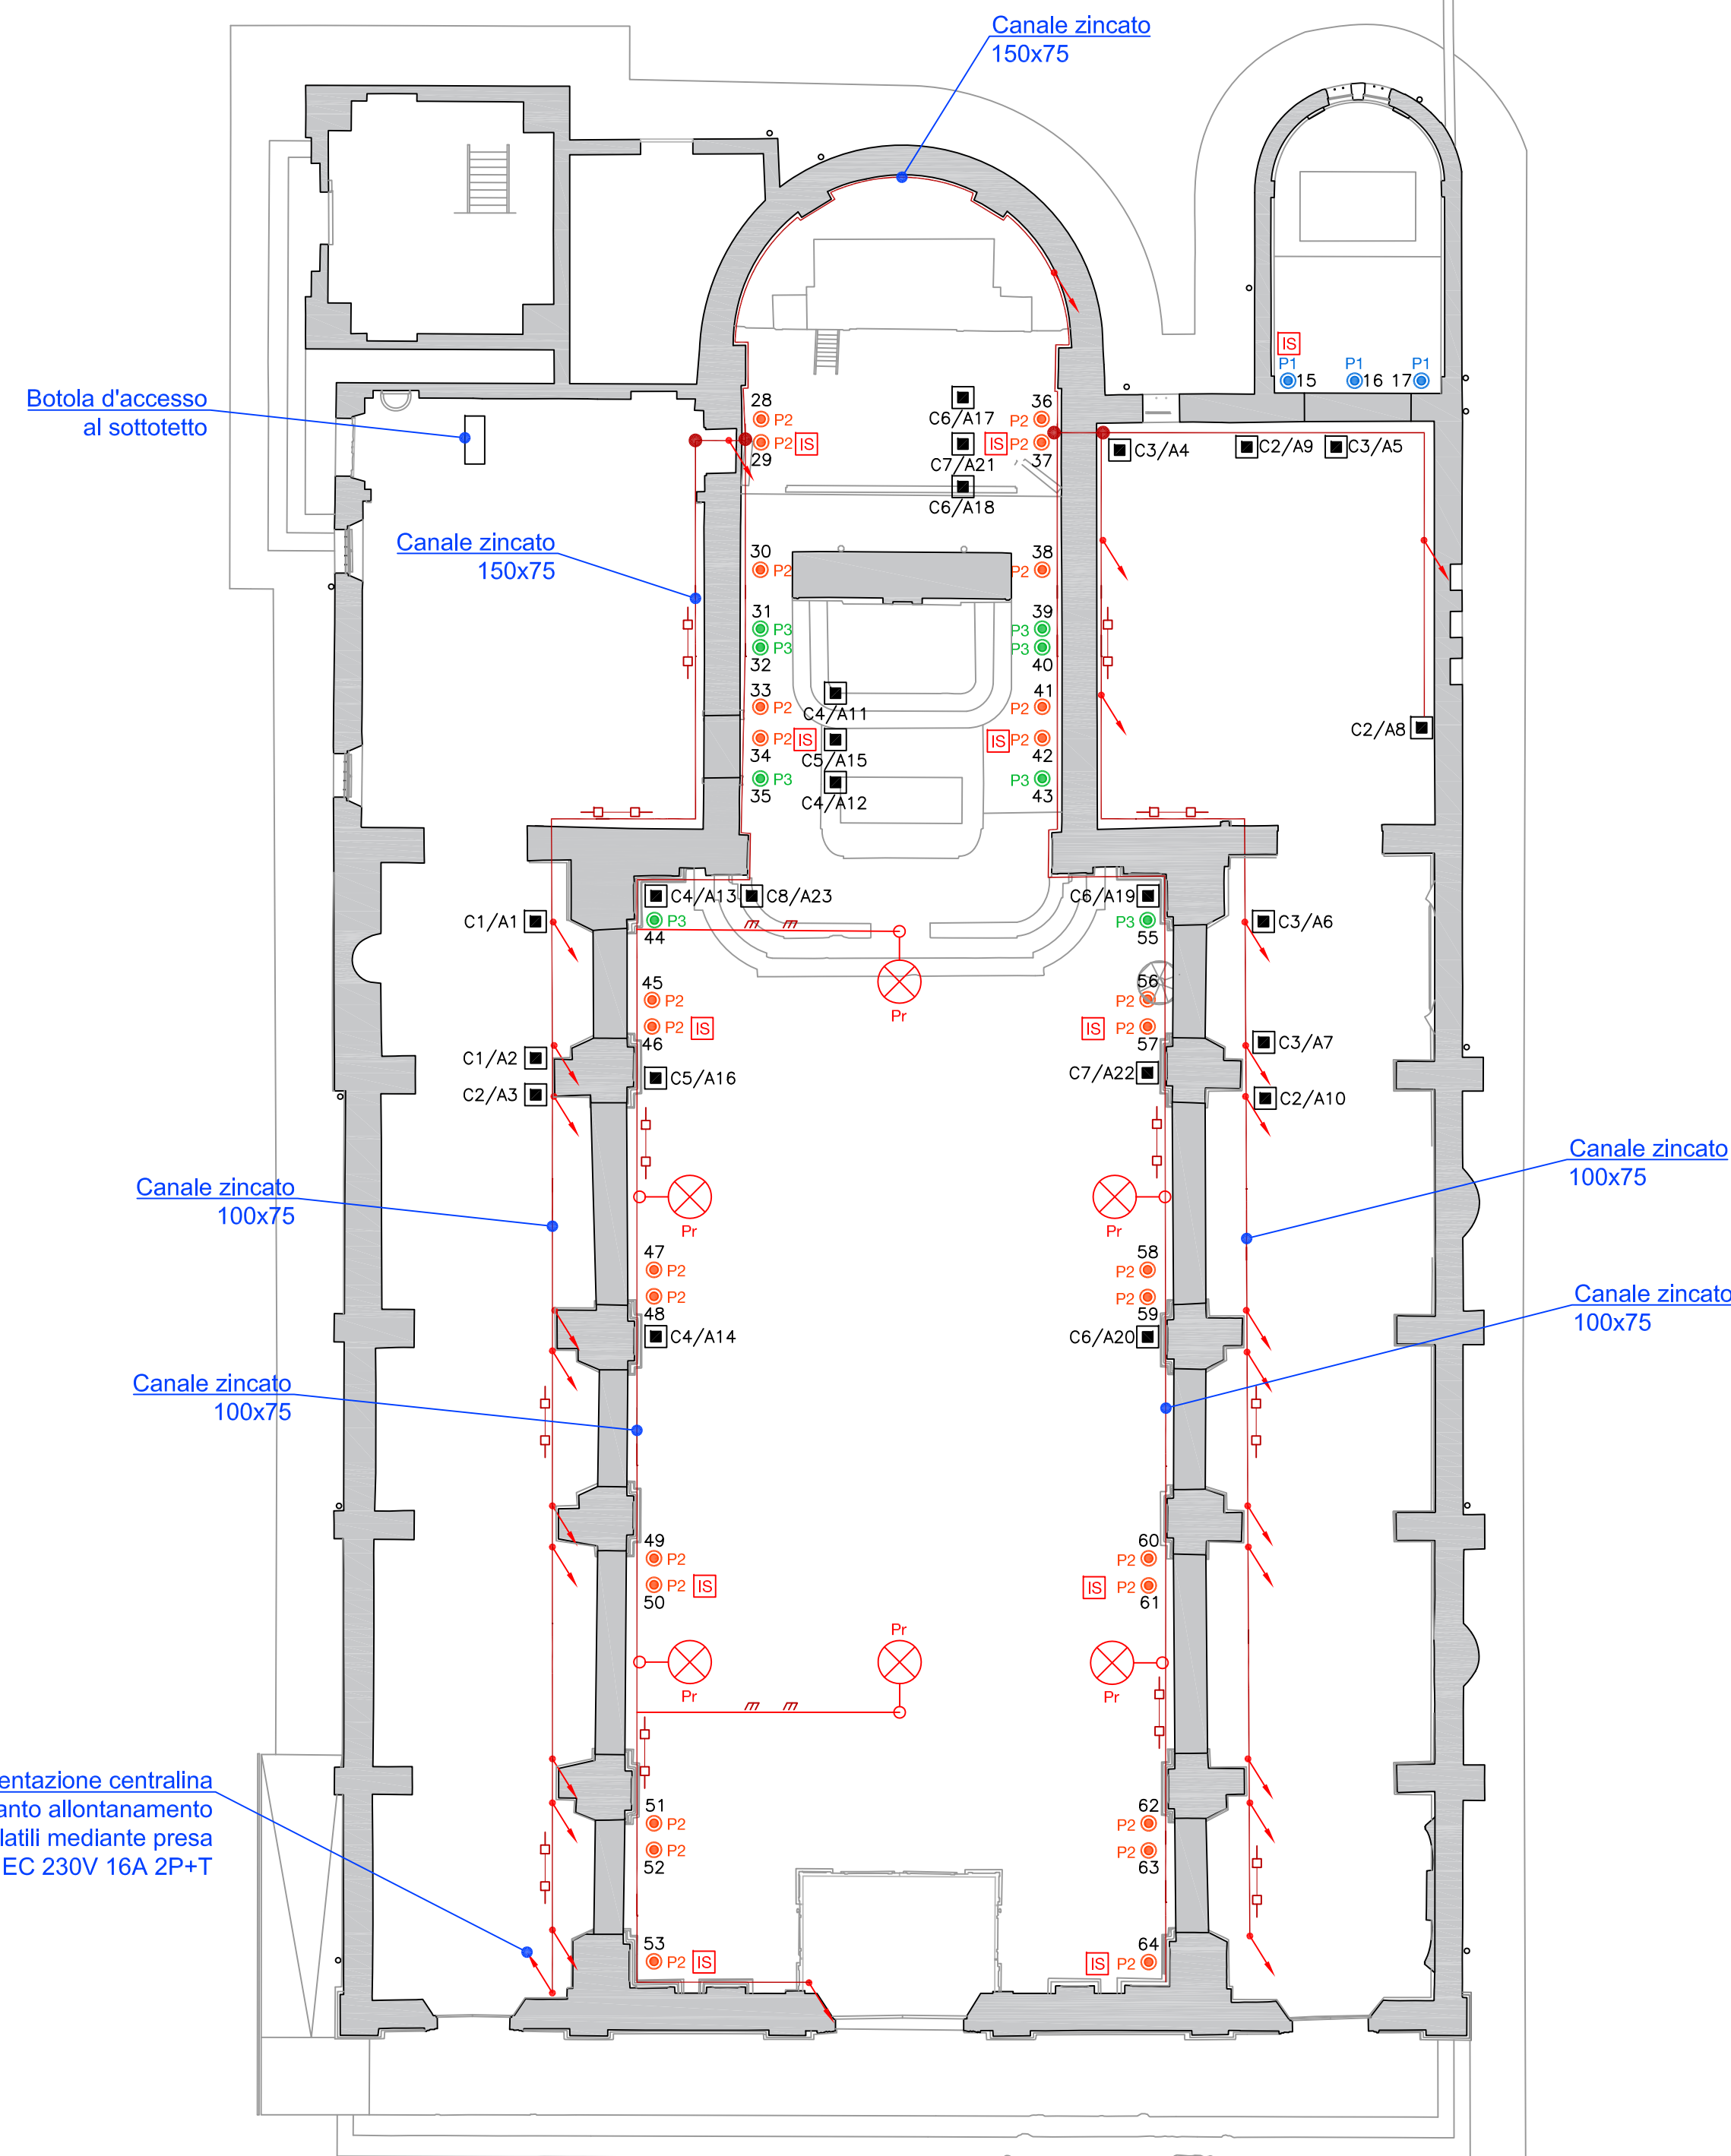 Canale zincato
150x75
IS
P1 P1 P1
15 16 17
Botola d'accesso
al sottotetto
28
P2
P2 IS
29
C6/A17
C7/A21
C6/A18
36
P2
IS P2
37
C3/A4
C2/A9
C3/A5
Canale zincato
150x75
30
P2
38
P2
31
P3
P3
32
39
P3
P3
40
33
P2
P2 IS
34
C4/A11
C5/A15
C4/A12
41
P2
IS P2
42
C2/A8
P3
35
P3
43
C4/A13
C8/A23
C6/A19
C1/A1
P3
44
P3
55
C3/A6
Pr
45
P2
P2 IS
46
56
P2
IS P2
57
C1/A2
C2/A3
C5/A16
C7/A22
C3/A7
C2/A10
Canale zincato
100x75
Canale zincato
100x75
Pr
Pr
47
P2
P2
48
58
P2
P2
59
C4/A14
C6/A20
Canale zincato
100x75
Canale zincato
100x75
49
P2
P2 IS
50
60
P2
IS P2
61
Pr
Pr
Pr
entazione centralina
anto allontanamento
latili mediante presa
EC 230V 16A 2P+T
51
P2
P2
52
62
P2
P2
63
53
P2 IS
64
IS P2